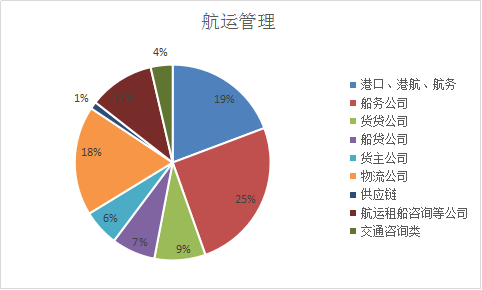 航运管理
4%
1%
11%
19%
18%
25%
6%
7%
9%
港口、港航、航务
船务公司
货贷公司
船贷公司
货主公司
物流公司
供应链
航运租船咨询等公司
交通咨询类